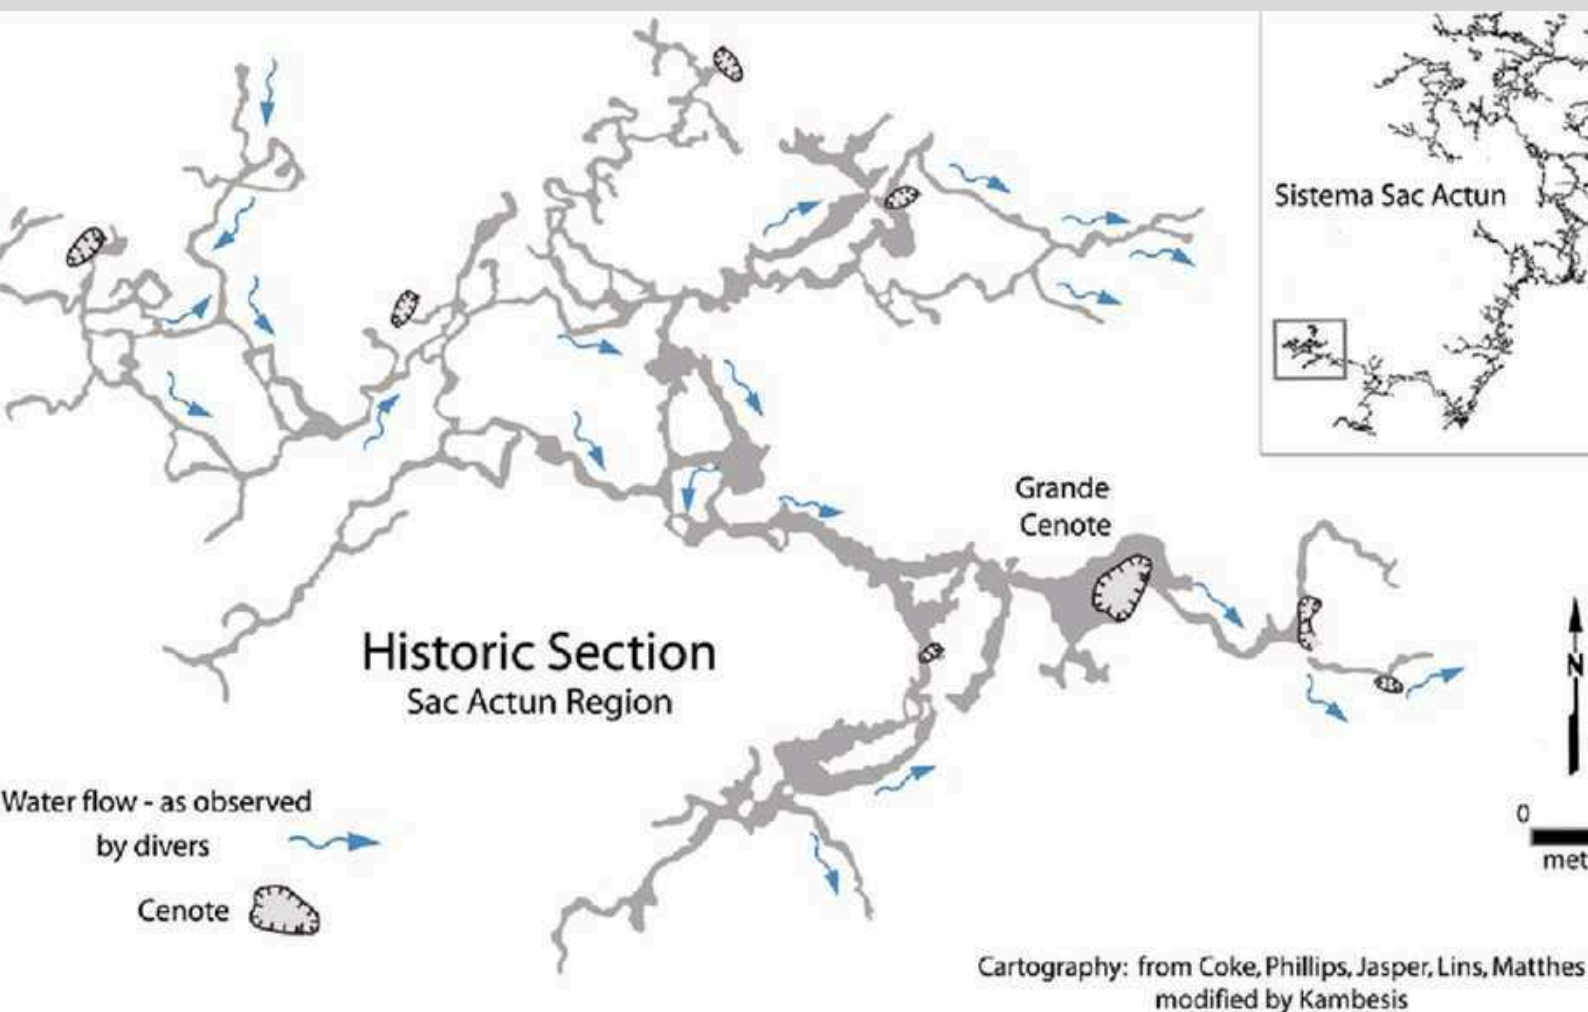 Sistema Sac Actun
Grande
Cenote
Historic Section
Sac Actun Region
N
Water flow - as observed
by divers
Cenote
0
met
Cartography: from Coke, Phillips, Jasper, Lins, Matthes
modified by Kambesis